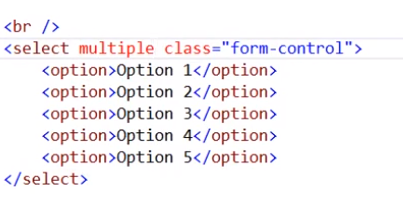 <br />
<select multiple class="form-control">
    <option>Option 1</option>
    <option>Option 2</option>
    <option>Option 3</option>
    <option>Option 4</option>
    <option>Option 5</option>
</select>